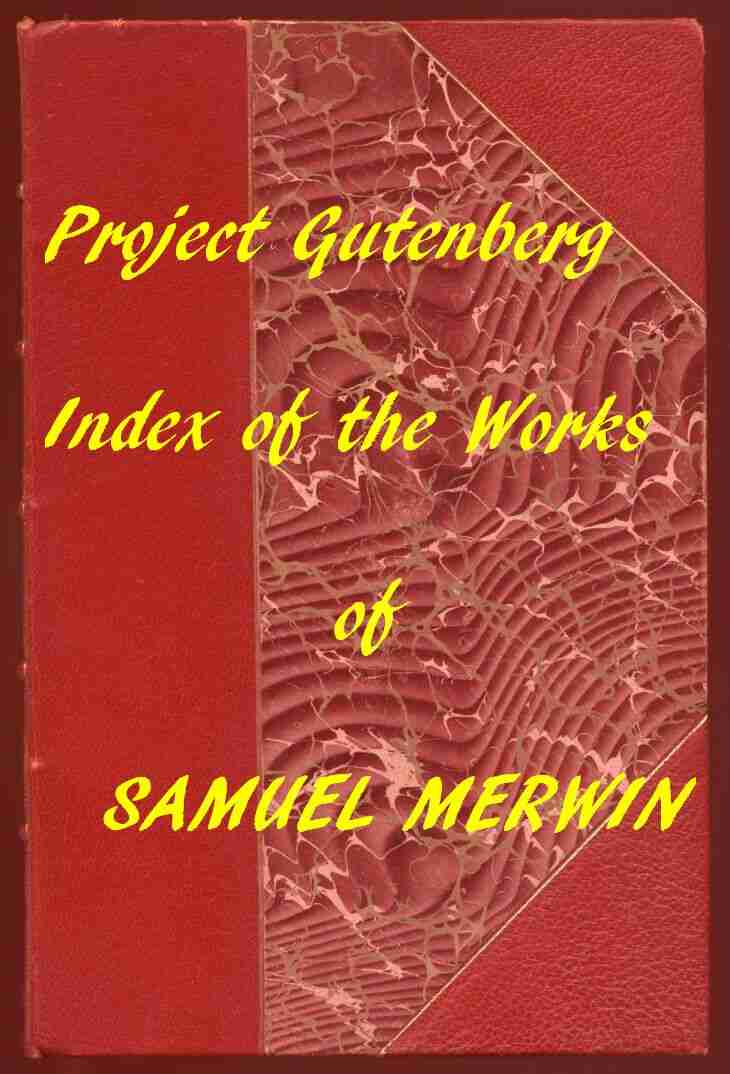 Project Gutenberg
Index of the Works
of
SAMUEL MERWIN